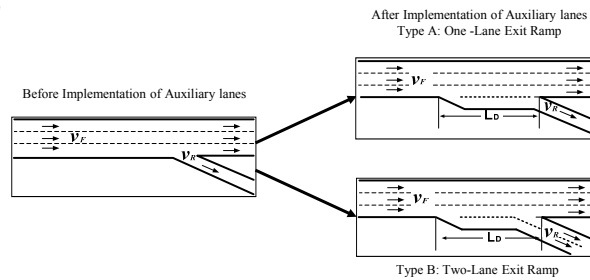 After Implementation of Auxiliary lanes
Type A: One -Lane Exit Ramp
Before Implementation of Auxiliary lanes
vF
vR
LD
vF
vR
vF
vR
LD
Type B: Two-Lane Exit Ramp